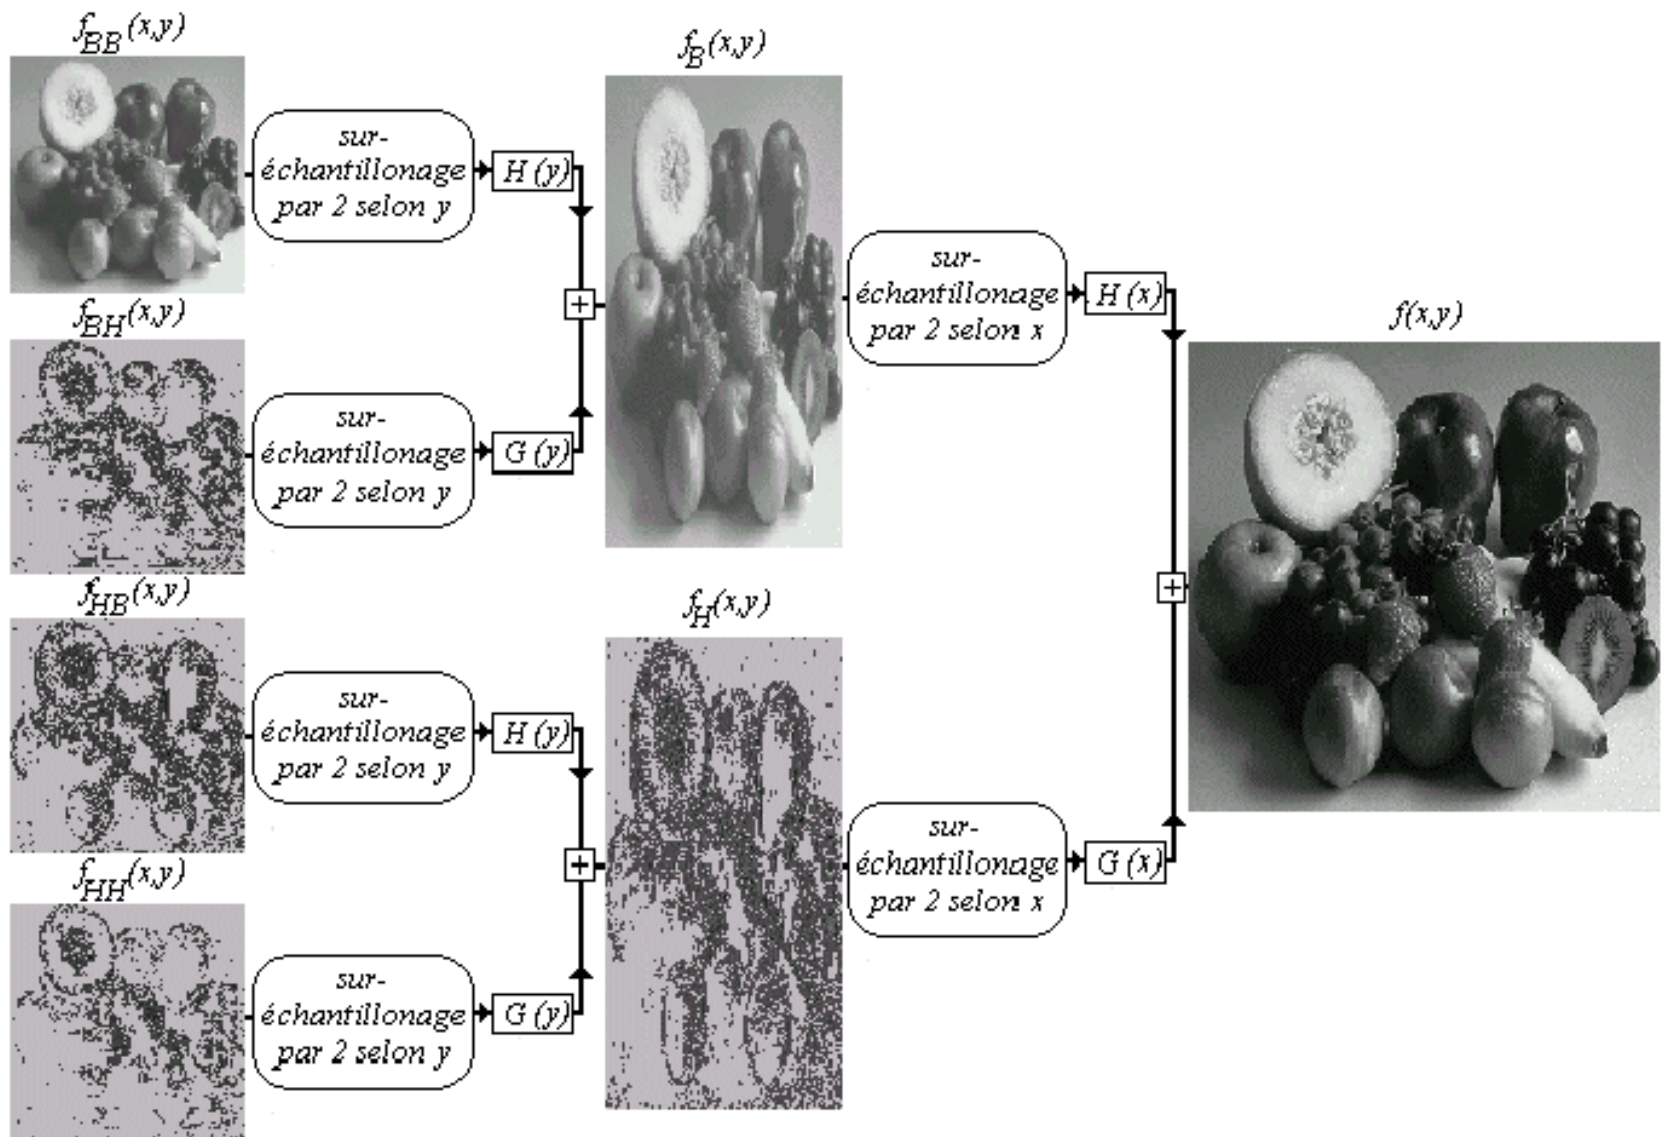 f_BB(x,y)
sur-
échantillonage
par 2 selon y
H(y)
f_BH(x,y)
sur-
échantillonage
par 2 selon y
G(y)
+
f_B(x,y)
sur-
échantillonage
par 2 selon x
H(x)
f_HB(x,y)
sur-
échantillonage
par 2 selon y
H(y)
f_HH(x,y)
sur-
échantillonage
par 2 selon y
G(y)
+
f_H(x,y)
sur-
échantillonage
par 2 selon x
G(x)
+
f(x,y)